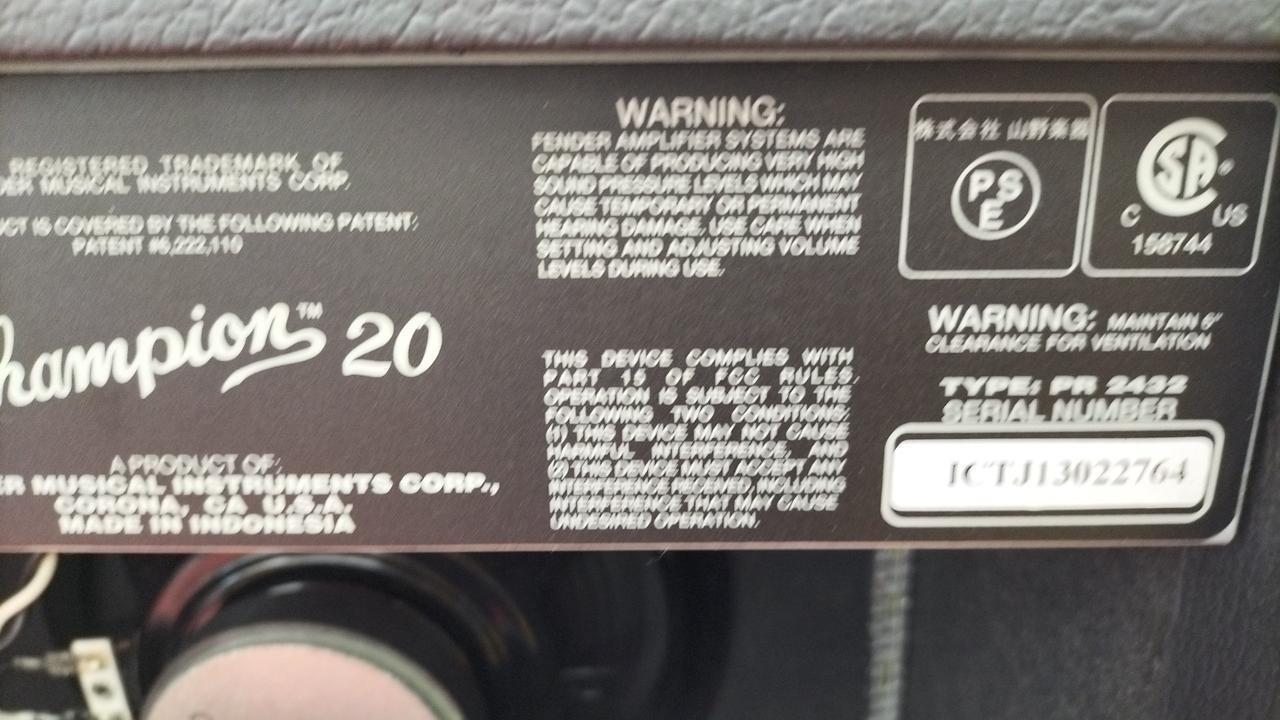 REGISTERED TRADEMARK OF
DER MUSICAL INSTRUMENTS CORP.
CT IS COVERED BY THE FOLLOWING PATENT:
PATENT #6,222,110
hampion™ 20
A PRODUCT OF:
ER MUSICAL INSTRUMENTS CORP.,
CORONA, CA U.S.A.
MADE IN INDONESIA
WARNING:
FENDER AMPLIFIER SYSTEMS ARE
CAPABLE OF PRODUCING VERY HIGH
SOUND PRESSURE LEVELS WHICH MAY
CAUSE TEMPORARY OR PERMANENT
HEARING DAMAGE. USE CARE WHEN
SETTING AND ADJUSTING VOLUME
LEVELS DURING USE.
THIS DEVICE COMPLIES WITH
PART 15 OF FCC RULES.
OPERATION IS SUBJECT TO THE
FOLLOWING TWO CONDITIONS:
(1) THIS DEVICE MAY NOT CAUSE
HARMFUL INTERFERENCE, AND
(2) THIS DEVICE MUST ACCEPT ANY
INTERFERENCE RECEIVED, INCLUDING
INTERFERENCE THAT MAY CAUSE
UNDESIRED OPERATION.
株式会社 山野楽器
PSE
CSA®
C US
158744
WARNING: MAINTAIN 6"
CLEARANCE FOR VENTILATION
TYPE: PR 2432
SERIAL NUMBER
ICTJ13022764